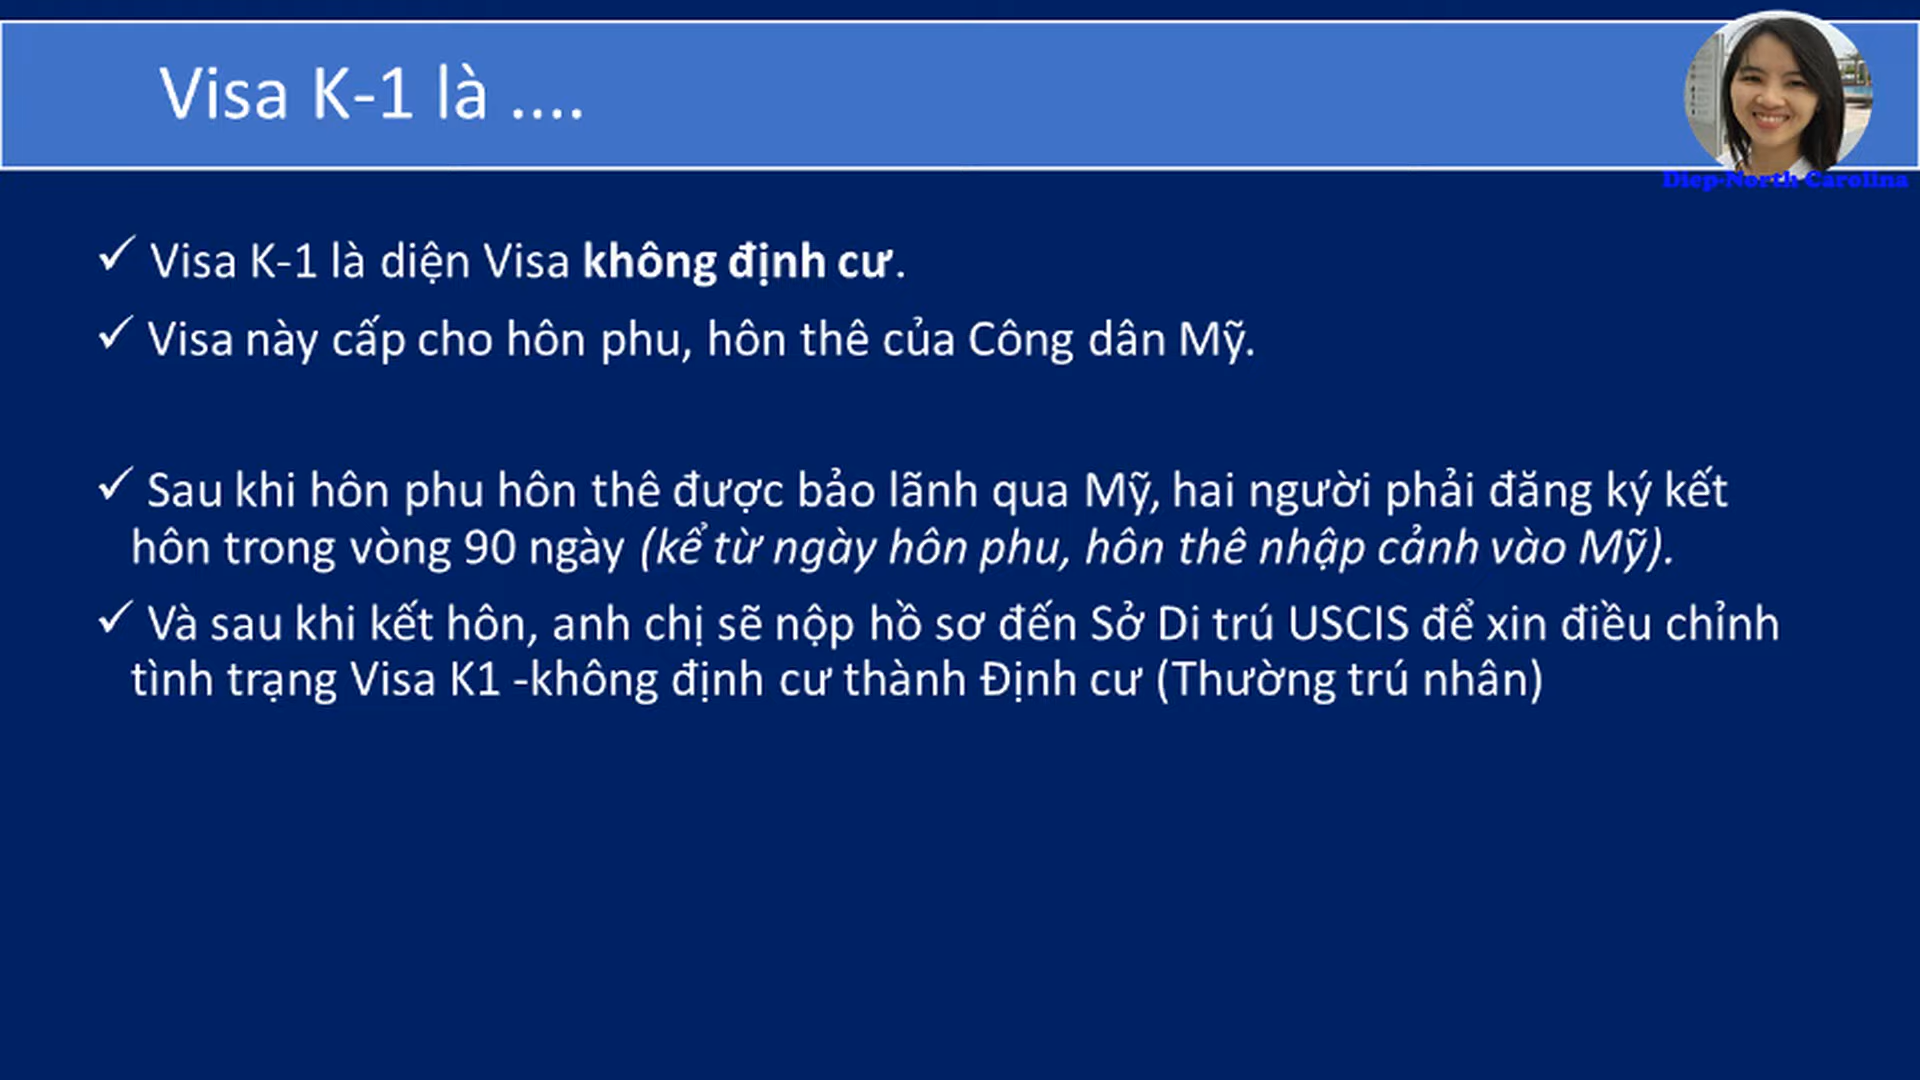 Visa K-1 là ....
Diep-North Carolina
✓ Visa K-1 là diện Visa không định cư.
✓ Visa này cấp cho hôn phu, hôn thê của Công dân Mỹ.
✓ Sau khi hôn phu hôn thê được bảo lãnh qua Mỹ, hai người phải đăng ký kết
hôn trong vòng 90 ngày (kể từ ngày hôn phu, hôn thê nhập cảnh vào Mỹ).
✓ Và sau khi kết hôn, anh chị sẽ nộp hồ sơ đến Sở Di trú USCIS để xin điều chỉnh
tình trạng Visa K1 -không định cư thành Định cư (Thường trú nhân)